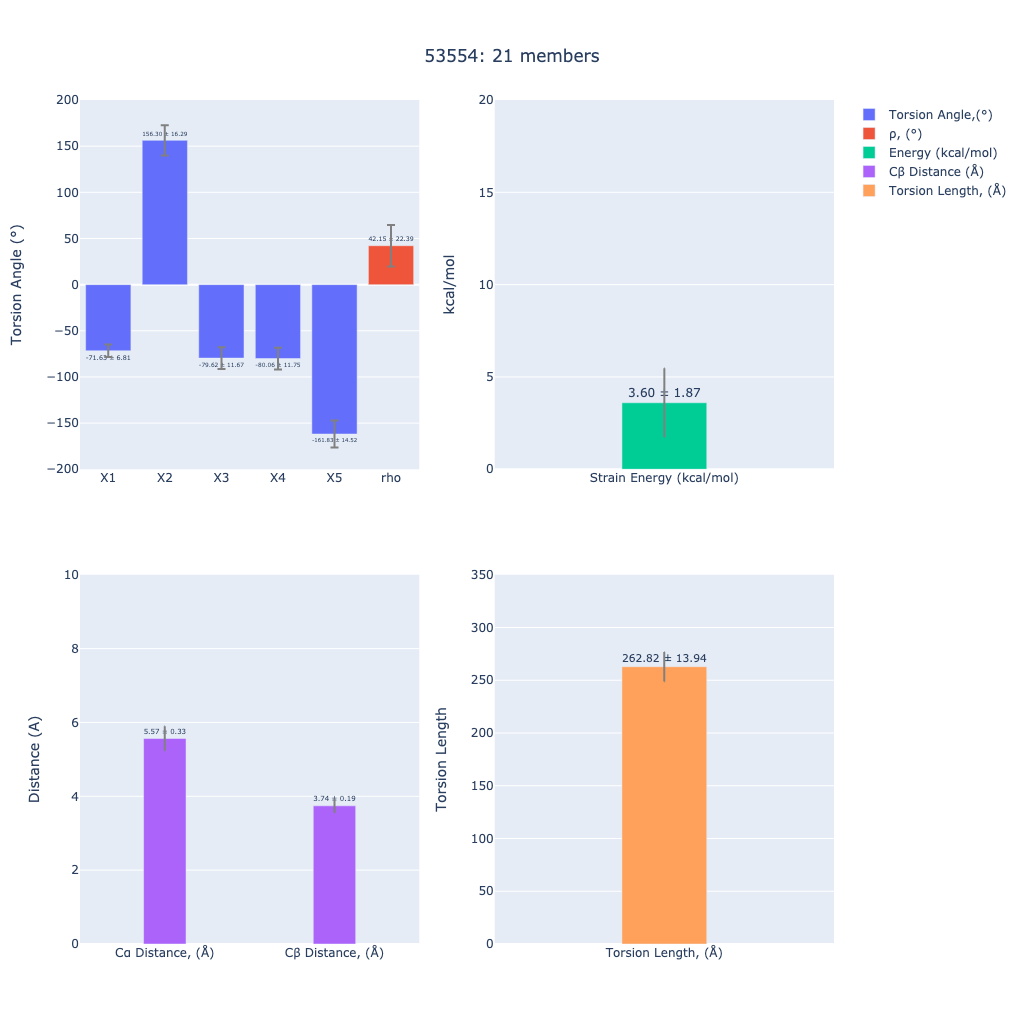 53554: 21 members
Torsion Angle (°)
200
150
100
50
0
−50
−100
−150
−200
-71.63 ± 6.81
156.30 ± 16.29
-79.62 ± 11.67
-80.06 ± 11.75
-161.83 ± 14.52
42.15 ± 22.39
X1 X2 X3 X4 X5 rho
kcal/mol
20
15
10
5
0
3.60 ± 1.87
Strain Energy (kcal/mol)
Torsion Angle,(°)
ρ, (°)
Energy (kcal/mol)
Cβ Distance (Å)
Torsion Length, (Å)
Distance (A)
10
8
6
4
2
0
5.57 ± 0.33
3.74 ± 0.19
Cα Distance, (Å) Cβ Distance, (Å)
Torsion Length
350
300
250
200
150
100
50
0
262.82 ± 13.94
Torsion Length, (Å)